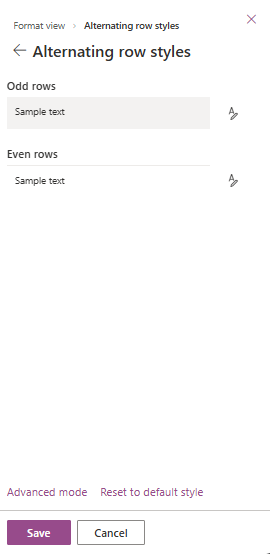 Format view > Alternating row styles
Alternating row styles
Odd rows
Sample text
Even rows
Sample text
Advanced mode Reset to default style
Save Cancel